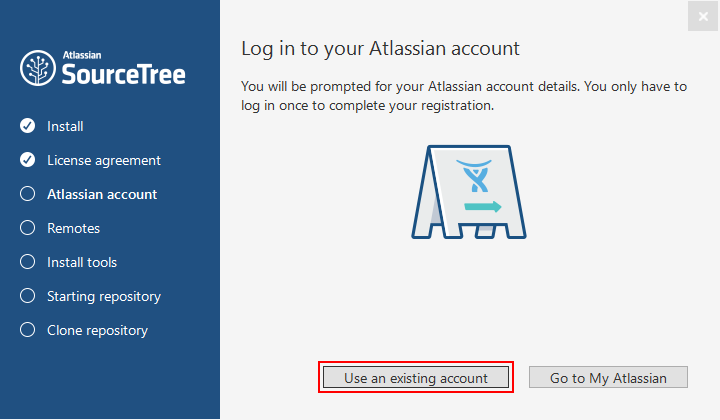 Atlassian
SourceTree
Install
License agreement
Atlassian account
Remotes
Install tools
Starting repository
Clone repository
Log in to your Atlassian account
You will be prompted for your Atlassian account details. You only have to
log in once to complete your registration.
Use an existing account
Go to My Atlassian